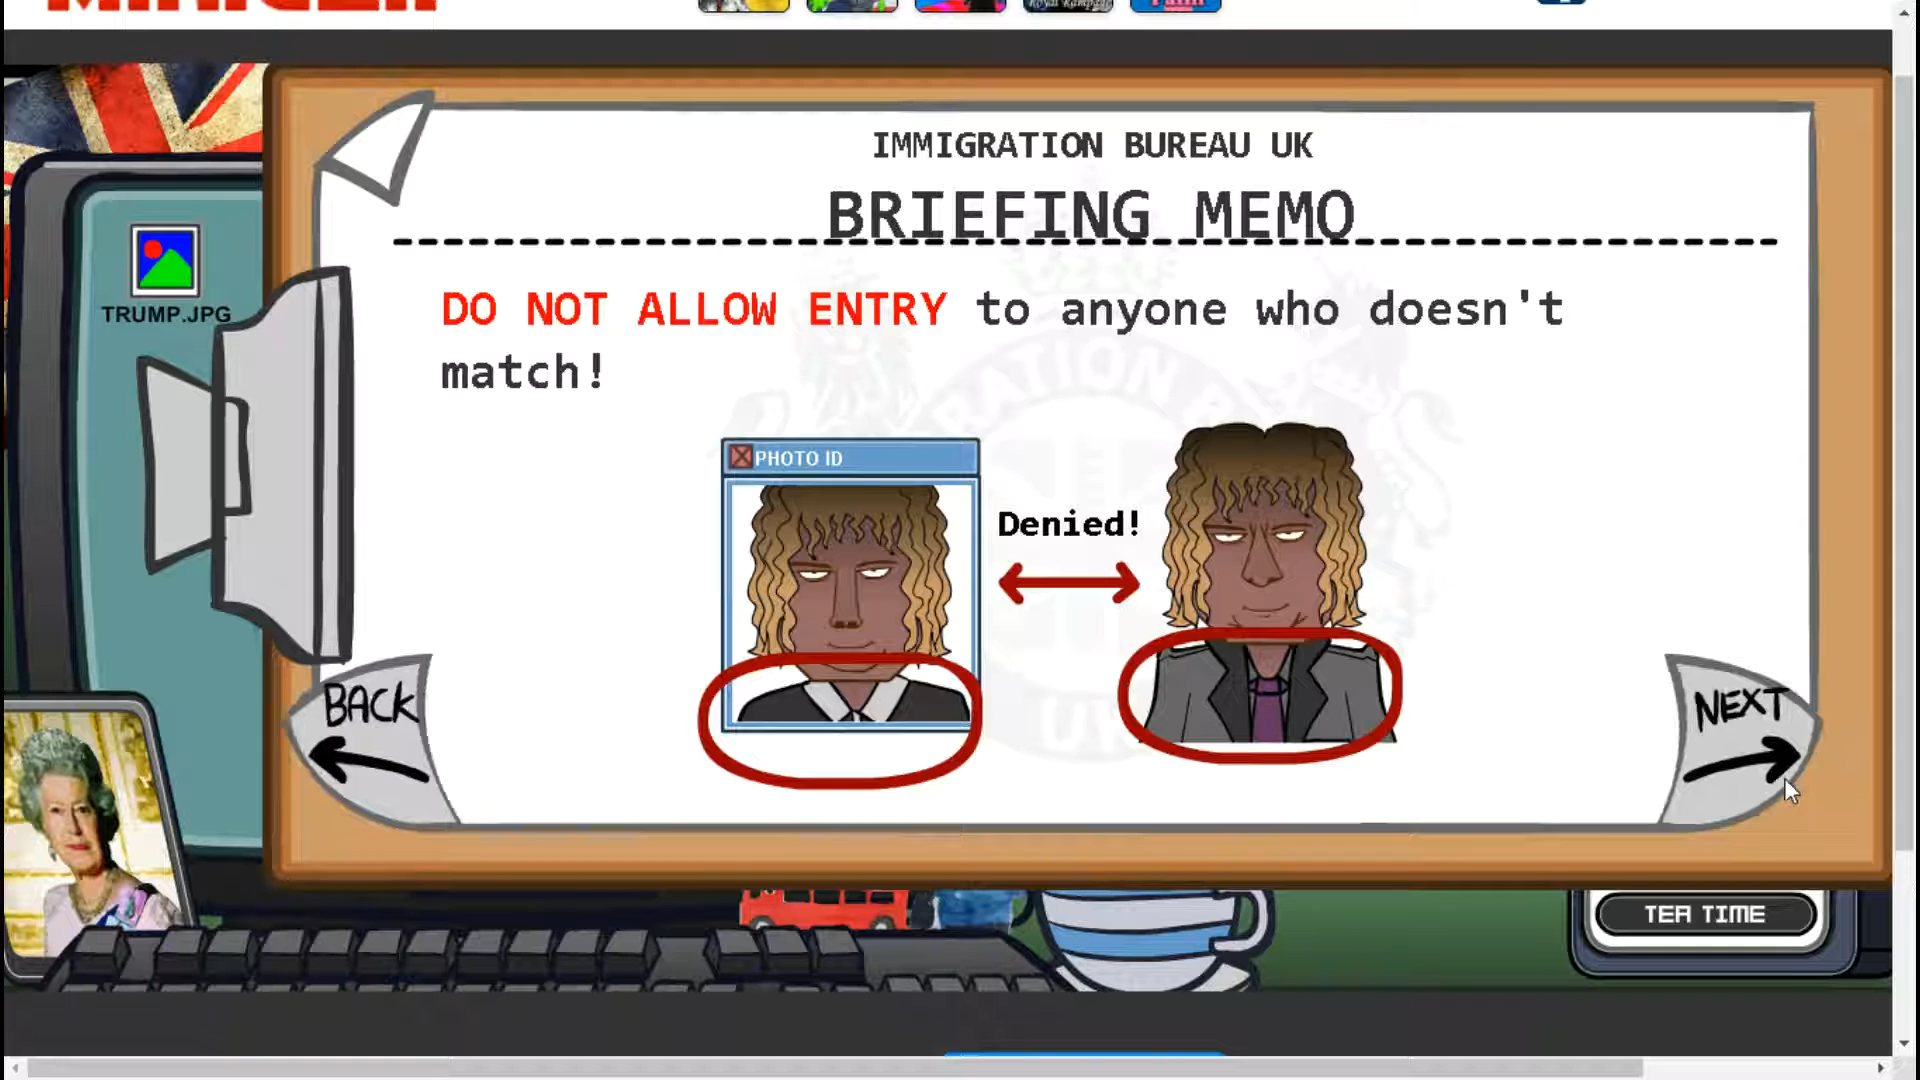 IMMIGRATION BUREAU UK
BRIEFING MEMO
DO NOT ALLOW ENTRY to anyone who doesn't
match!
TRUMP.JPG
PHOTO ID
Denied!
BACK
NEXT
TEA TIME